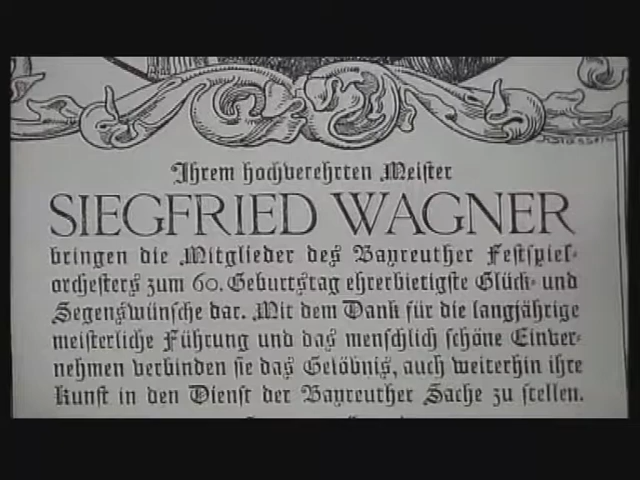 Ihrem hochverehrten Meister
SIEGFRIED WAGNER
bringen die Mitglieder des Bayreuther Festspiel-
orchesters zum 60. Geburtstag ehrerbietigste Glück- und
Segenswünsche dar. Mit dem Dank für die langjährige
meisterliche Führung und das menschlich schöne Einver-
nehmen verbinden sie das Gelöbnis, auch weiterhin ihre
Kunst in den Dienst der Bayreuther Sache zu stellen.